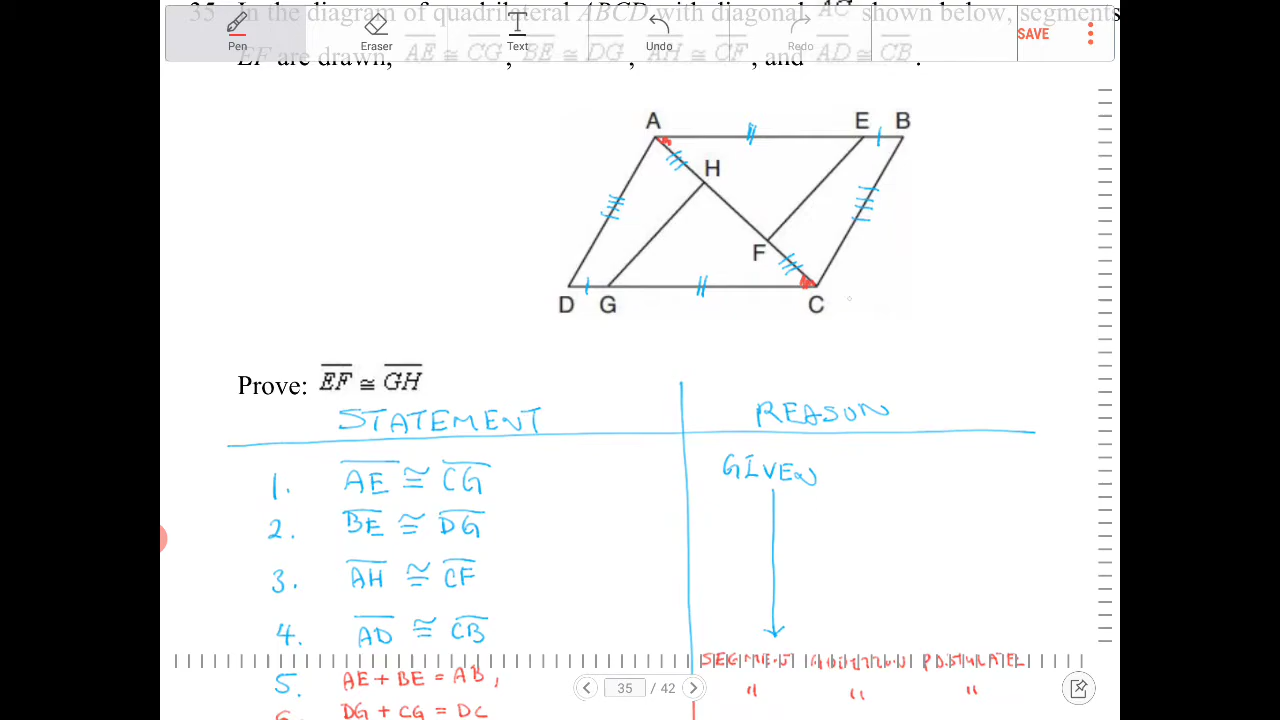 35 In the diagram of quadrilateral ABCD with diagonal AC shown below, segments
Pen Eraser Text Undo Redo SAVE
EF are drawn, AE ≅ CG, BE ≅ DG, AH ≅ CF, and AD ≅ CB.
A E B
H
F
D G C
Prove: EF ≅ GH
STATEMENT REASON
1. AE ≅ CG GIVEN
2. BE ≅ DG
3. AH ≅ CF
4. AD ≅ CB
SEGMENT ADDITION POSTULATE
5. AE + BE = AB, " " "
35 / 42
6. DG + CG = DC